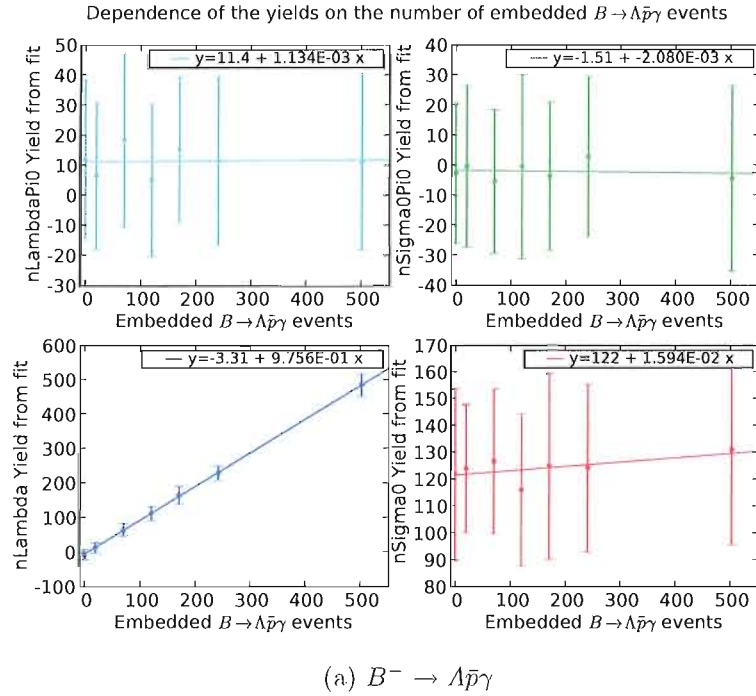 Dependence of the yields on the number of embedded B→Λp̄γ events
y=11.4 + 1.134E-03 x
nLambdaPi0 Yield from fit
50
40
30
20
10
0
-10
-20
-30
0 100 200 300 400 500
Embedded B→Λp̄γ events
y=-1.51 + -2.080E-03 x
nSigma0Pi0 Yield from fit
40
30
20
10
0
-10
-20
-30
-40
0 100 200 300 400 500
Embedded B→Λp̄γ events
y=-3.31 + 9.756E-01 x
nLambda Yield from fit
600
500
400
300
200
100
0
-100
0 100 200 300 400 500
Embedded B→Λp̄γ events
y=122 + 1.594E-02 x
nSigma0 Yield from fit
170
160
150
140
130
120
110
100
90
80
0 100 200 300 400 500
Embedded B→Λp̄γ events
(a) B⁻ → Λp̄γ